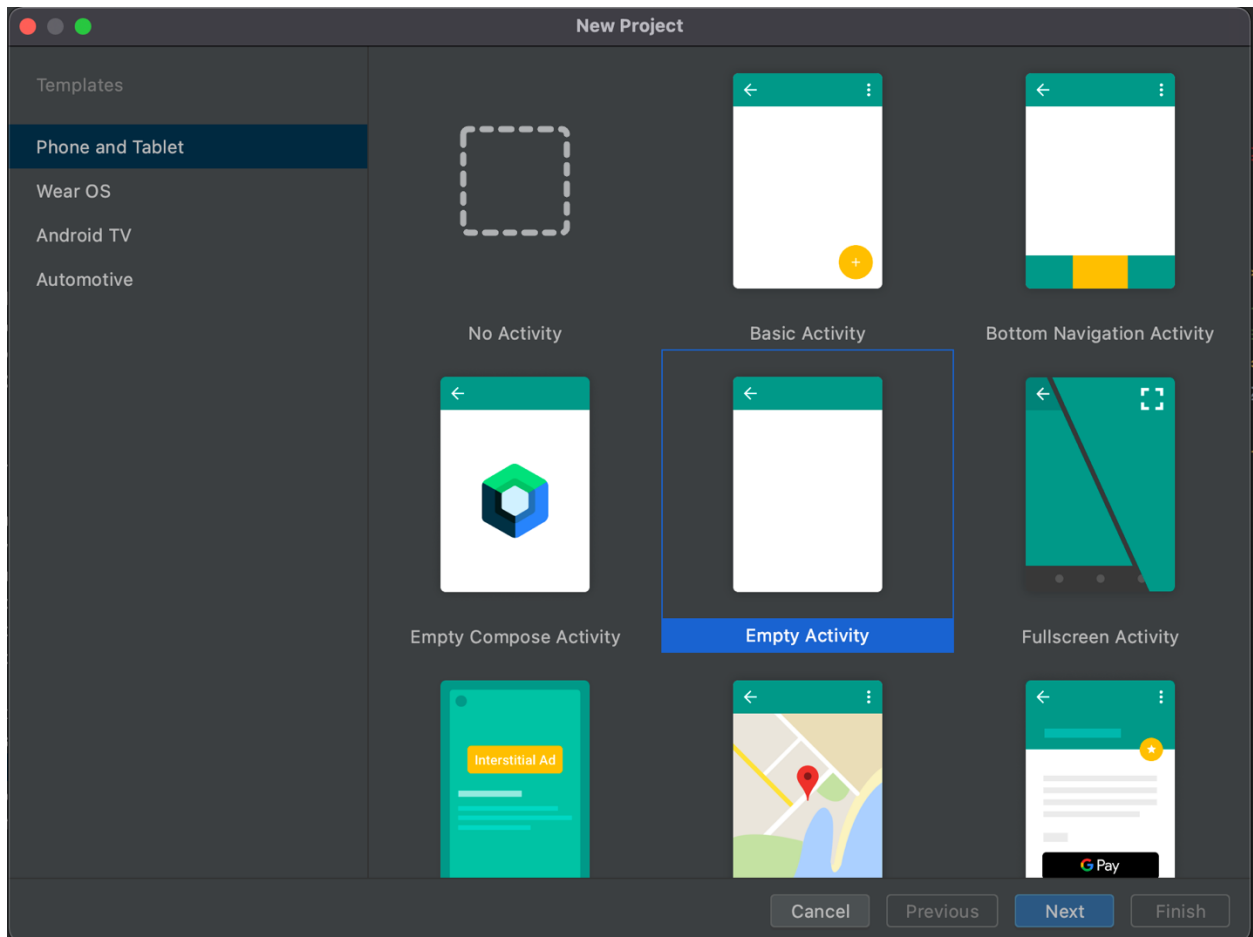 New Project
Templates
Phone and Tablet
Wear OS
Android TV
Automotive
No Activity
Basic Activity
Bottom Navigation Activity
Empty Compose Activity
Empty Activity
Fullscreen Activity
Interstitial Ad
G Pay
Cancel
Previous
Next
Finish